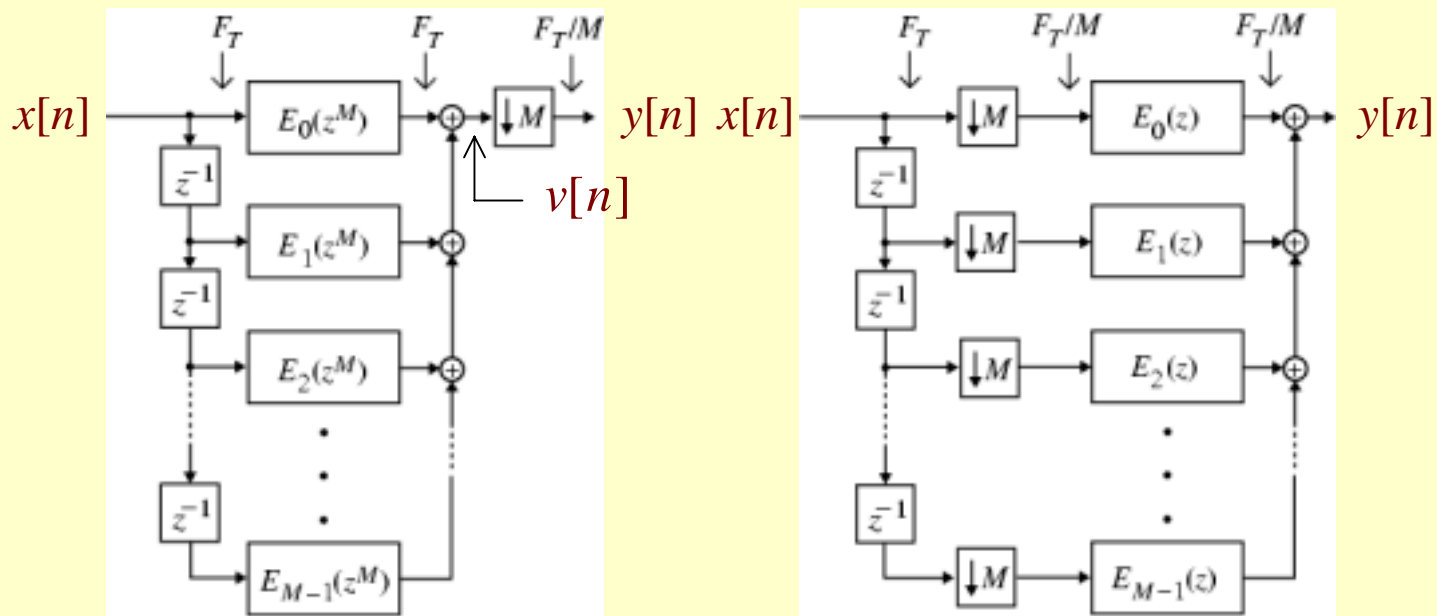 F_T F_T F_T/M
x[n] E_0(z^M) ↓M y[n]
z^{-1}
v[n]
E_1(z^M)
z^{-1}
E_2(z^M)
z^{-1}
E_{M-1}(z^M)
F_T F_T/M F_T/M
x[n] ↓M E_0(z) y[n]
z^{-1}
↓M E_1(z)
z^{-1}
↓M E_2(z)
z^{-1}
↓M E_{M-1}(z)